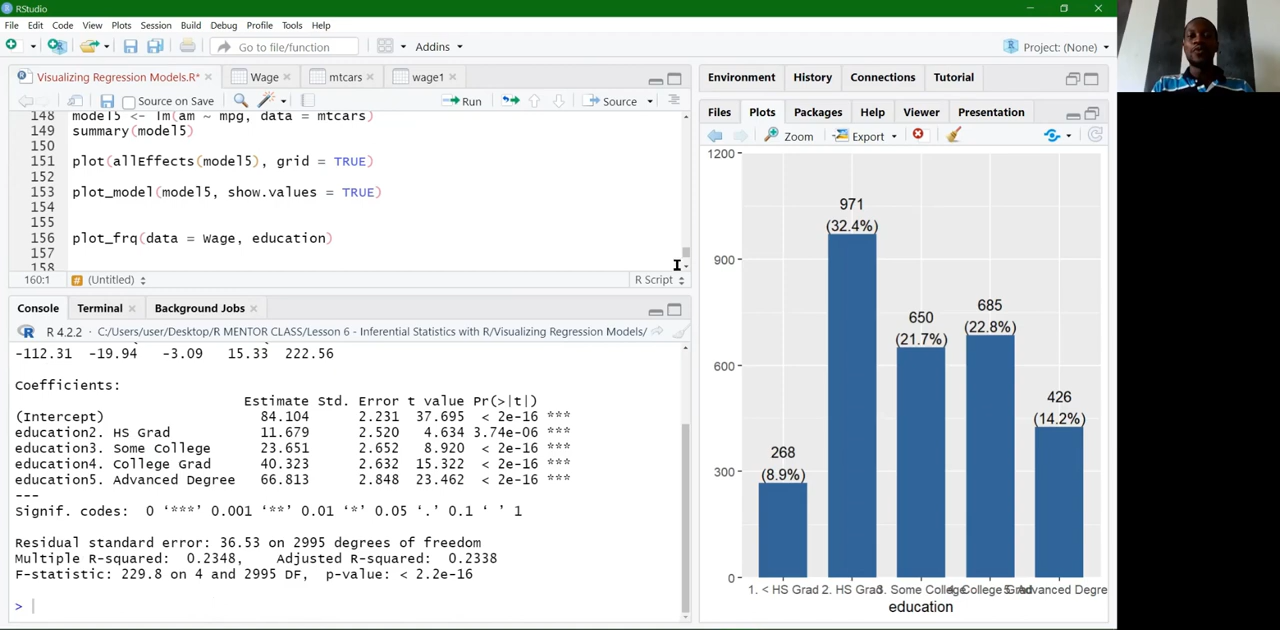 RStudio
File Edit Code View Plots Session Build Debug Profile Tools Help
Go to file/function Addins Project: (None)
Visualizing Regression Models.R* Wage mtcars wage1
Source on Save Run Source
148 model5 <- lm(am ~ mpg, data = mtcars)
149 summary(model5)
150
151 plot(allEffects(model5), grid = TRUE)
152
153 plot_model(model5, show.values = TRUE)
154
155
156 plot_frq(data = Wage, education)
157
158
160:1 # (Untitled) R Script
Console Terminal Background Jobs
R 4.2.2 · C:/Users/user/Desktop/R MENTOR CLASS/Lesson 6 - Inferential Statistics with R/Visualizing Regression Models/
-112.31 -19.94 -3.09 15.33 222.56
Coefficients:
Estimate Std. Error t value Pr(>|t|)
(Intercept) 84.104 2.231 37.695 < 2e-16 ***
education2. HS Grad 11.679 2.520 4.634 3.74e-06 ***
education3. Some College 23.651 2.652 8.920 < 2e-16 ***
education4. College Grad 40.323 2.632 15.322 < 2e-16 ***
education5. Advanced Degree 66.813 2.848 23.462 < 2e-16 ***
---
Signif. codes: 0 ‘***’ 0.001 ‘**’ 0.01 ‘*’ 0.05 ‘.’ 0.1 ‘ ’ 1
Residual standard error: 36.53 on 2995 degrees of freedom
Multiple R-squared: 0.2348, Adjusted R-squared: 0.2338
F-statistic: 229.8 on 4 and 2995 DF, p-value: < 2.2e-16
>
Environment History Connections Tutorial
Files Plots Packages Help Viewer Presentation
Zoom Export
1200
971
(32.4%)
900
685
(22.8%)
650
(21.7%)
600
426
(14.2%)
268
(8.9%)
300
0
1. < HS Grad 2. HS Grad 3. Some College 4. College Grad 5. Advanced Degre
education